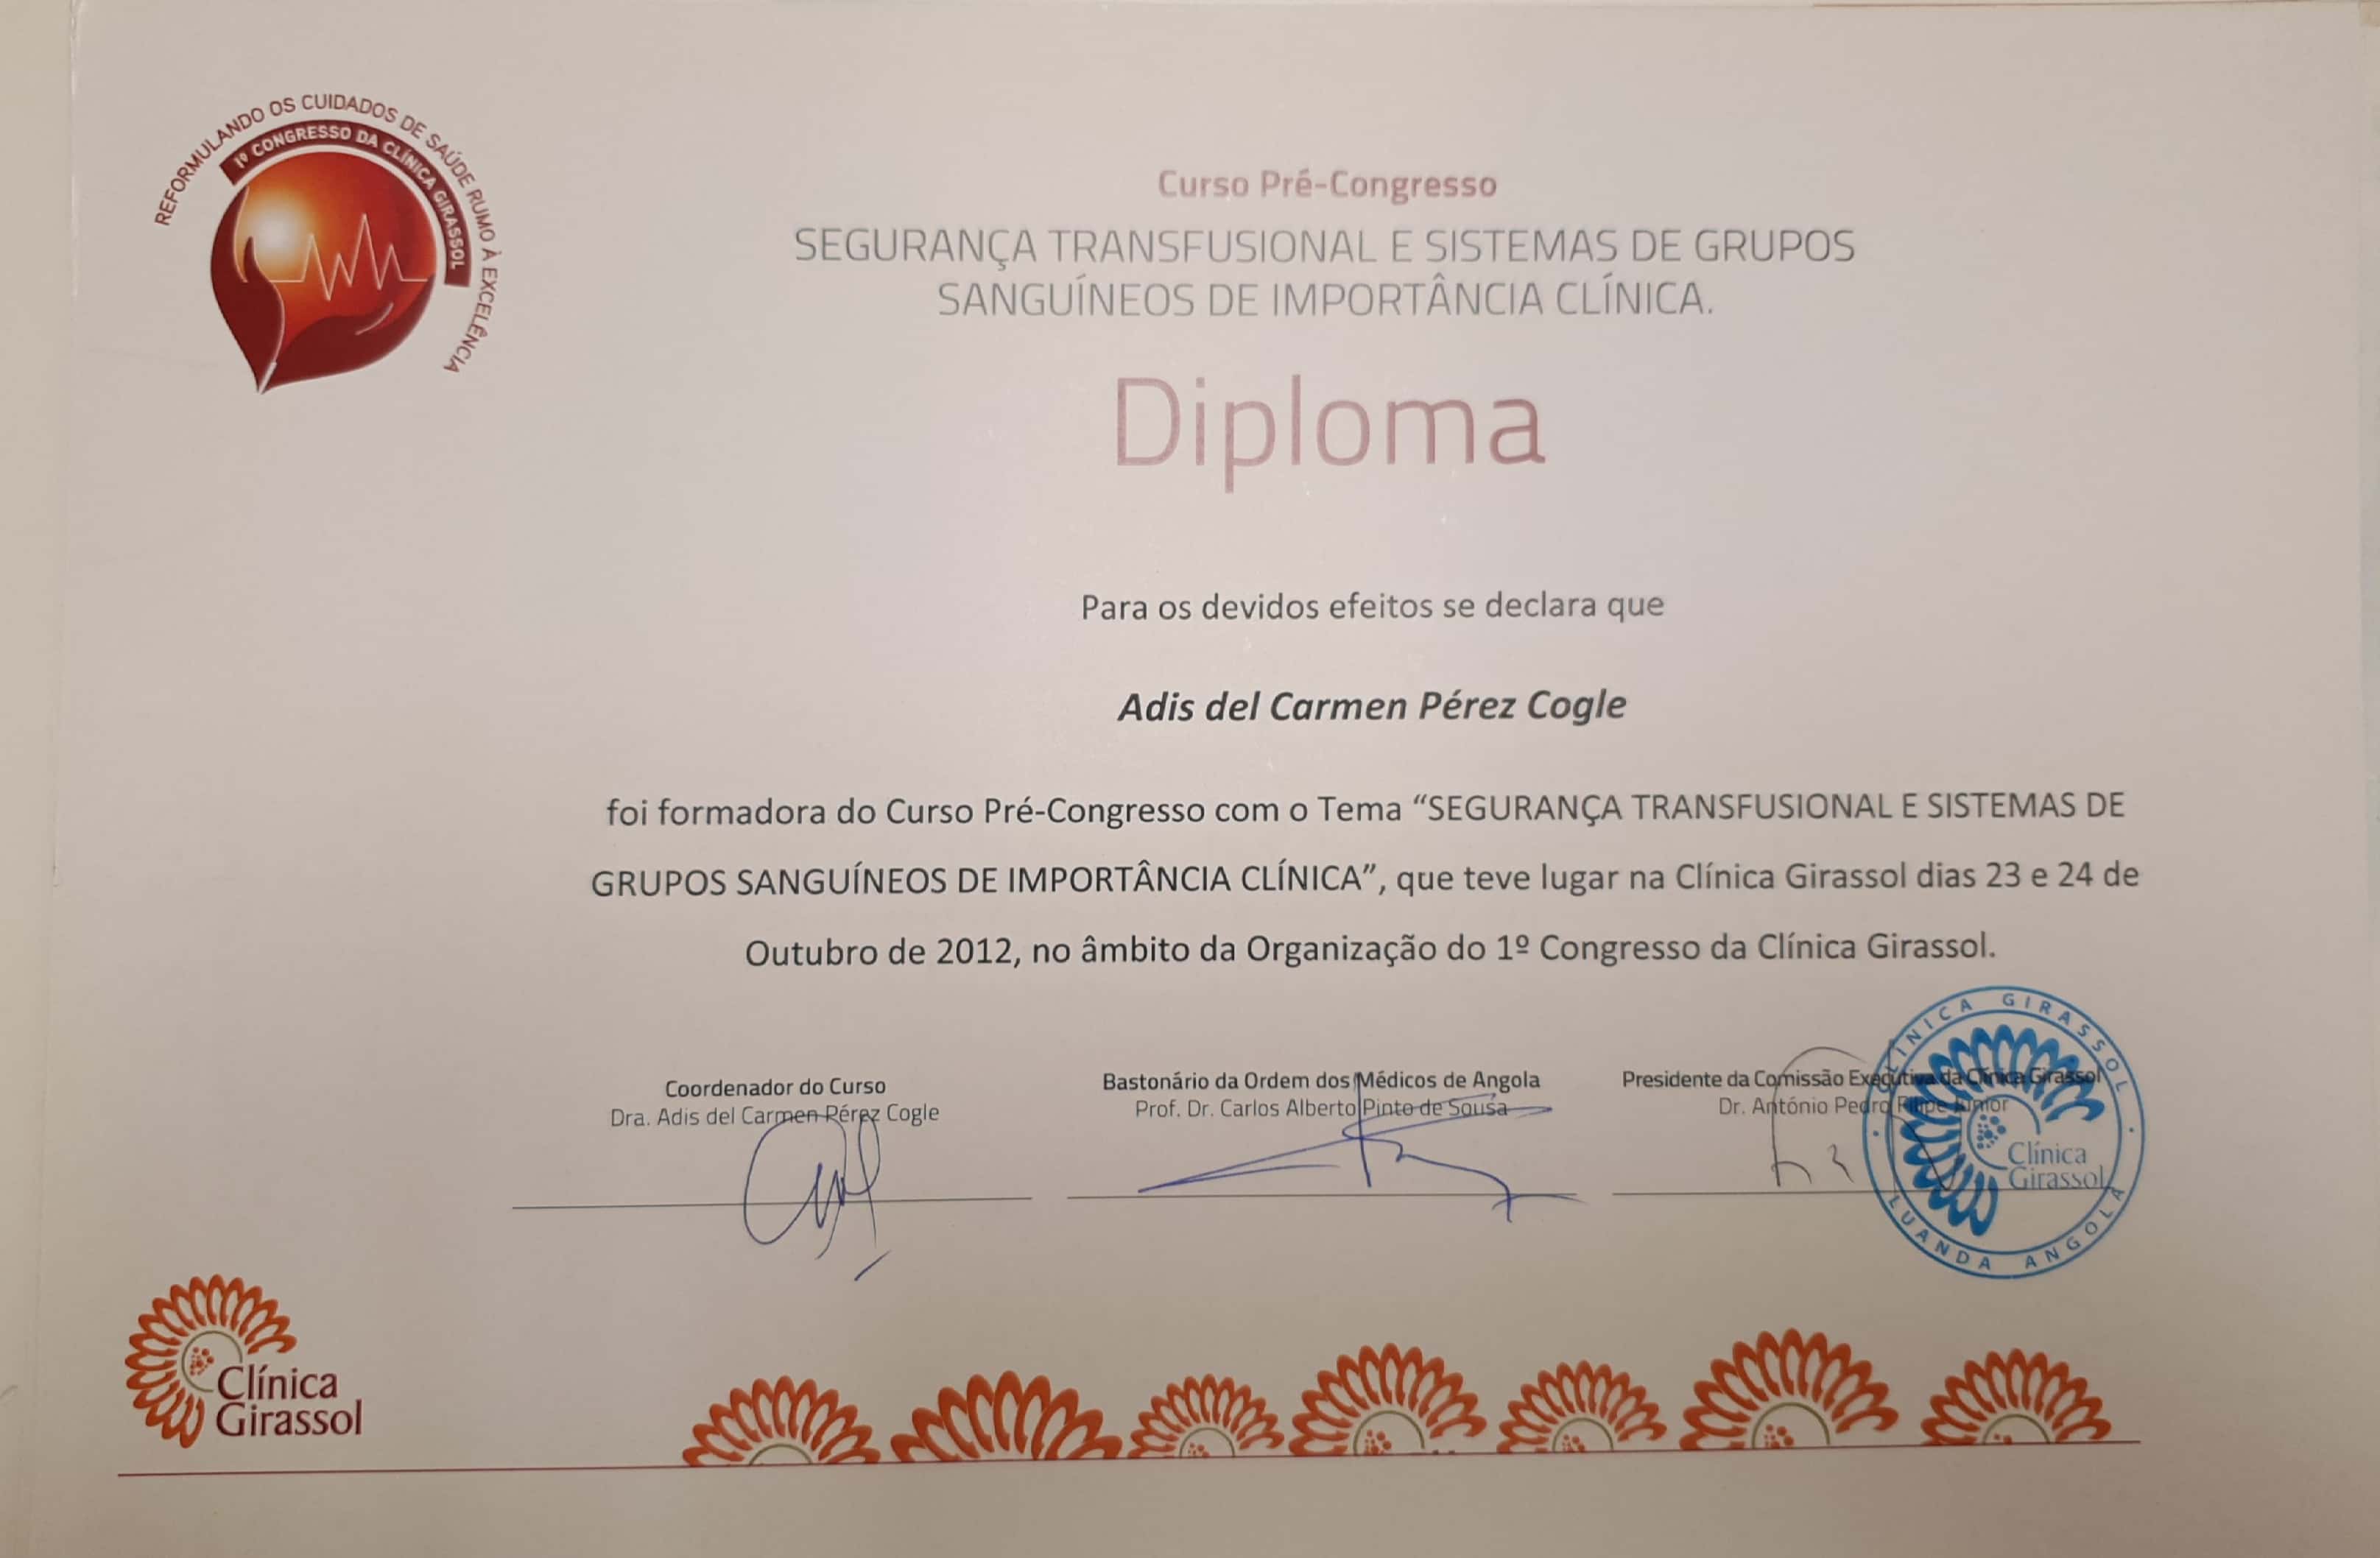 REFORMULANDO OS CUIDADOS DE SAÚDE RUMO À EXCELÊNCIA
1º CONGRESSO DA CLÍNICA GIRASSOL
Curso Pré-Congresso
SEGURANÇA TRANSFUSIONAL E SISTEMAS DE GRUPOS
SANGUÍNEOS DE IMPORTÂNCIA CLÍNICA.
Diploma
Para os devidos efeitos se declara que
Adis del Carmen Pérez Cogle
foi formadora do Curso Pré-Congresso com o Tema “SEGURANÇA TRANSFUSIONAL E SISTEMAS DE
GRUPOS SANGUÍNEOS DE IMPORTÂNCIA CLÍNICA”, que teve lugar na Clínica Girassol dias 23 e 24 de
Outubro de 2012, no âmbito da Organização do 1º Congresso da Clínica Girassol.
Coordenador do Curso
Dra. Adis del Carmen Pérez Cogle
Bastonário da Ordem dos Médicos de Angola
Prof. Dr. Carlos Alberto Pinto de Sousa
Presidente da Comissão Executiva da Clínica Girassol
Dr. António Pedro Filipe Júnior
CLÍNICA GIRASSOL
Clínica
Girassol
LUANDA ANGOLA
Clínica
Girassol